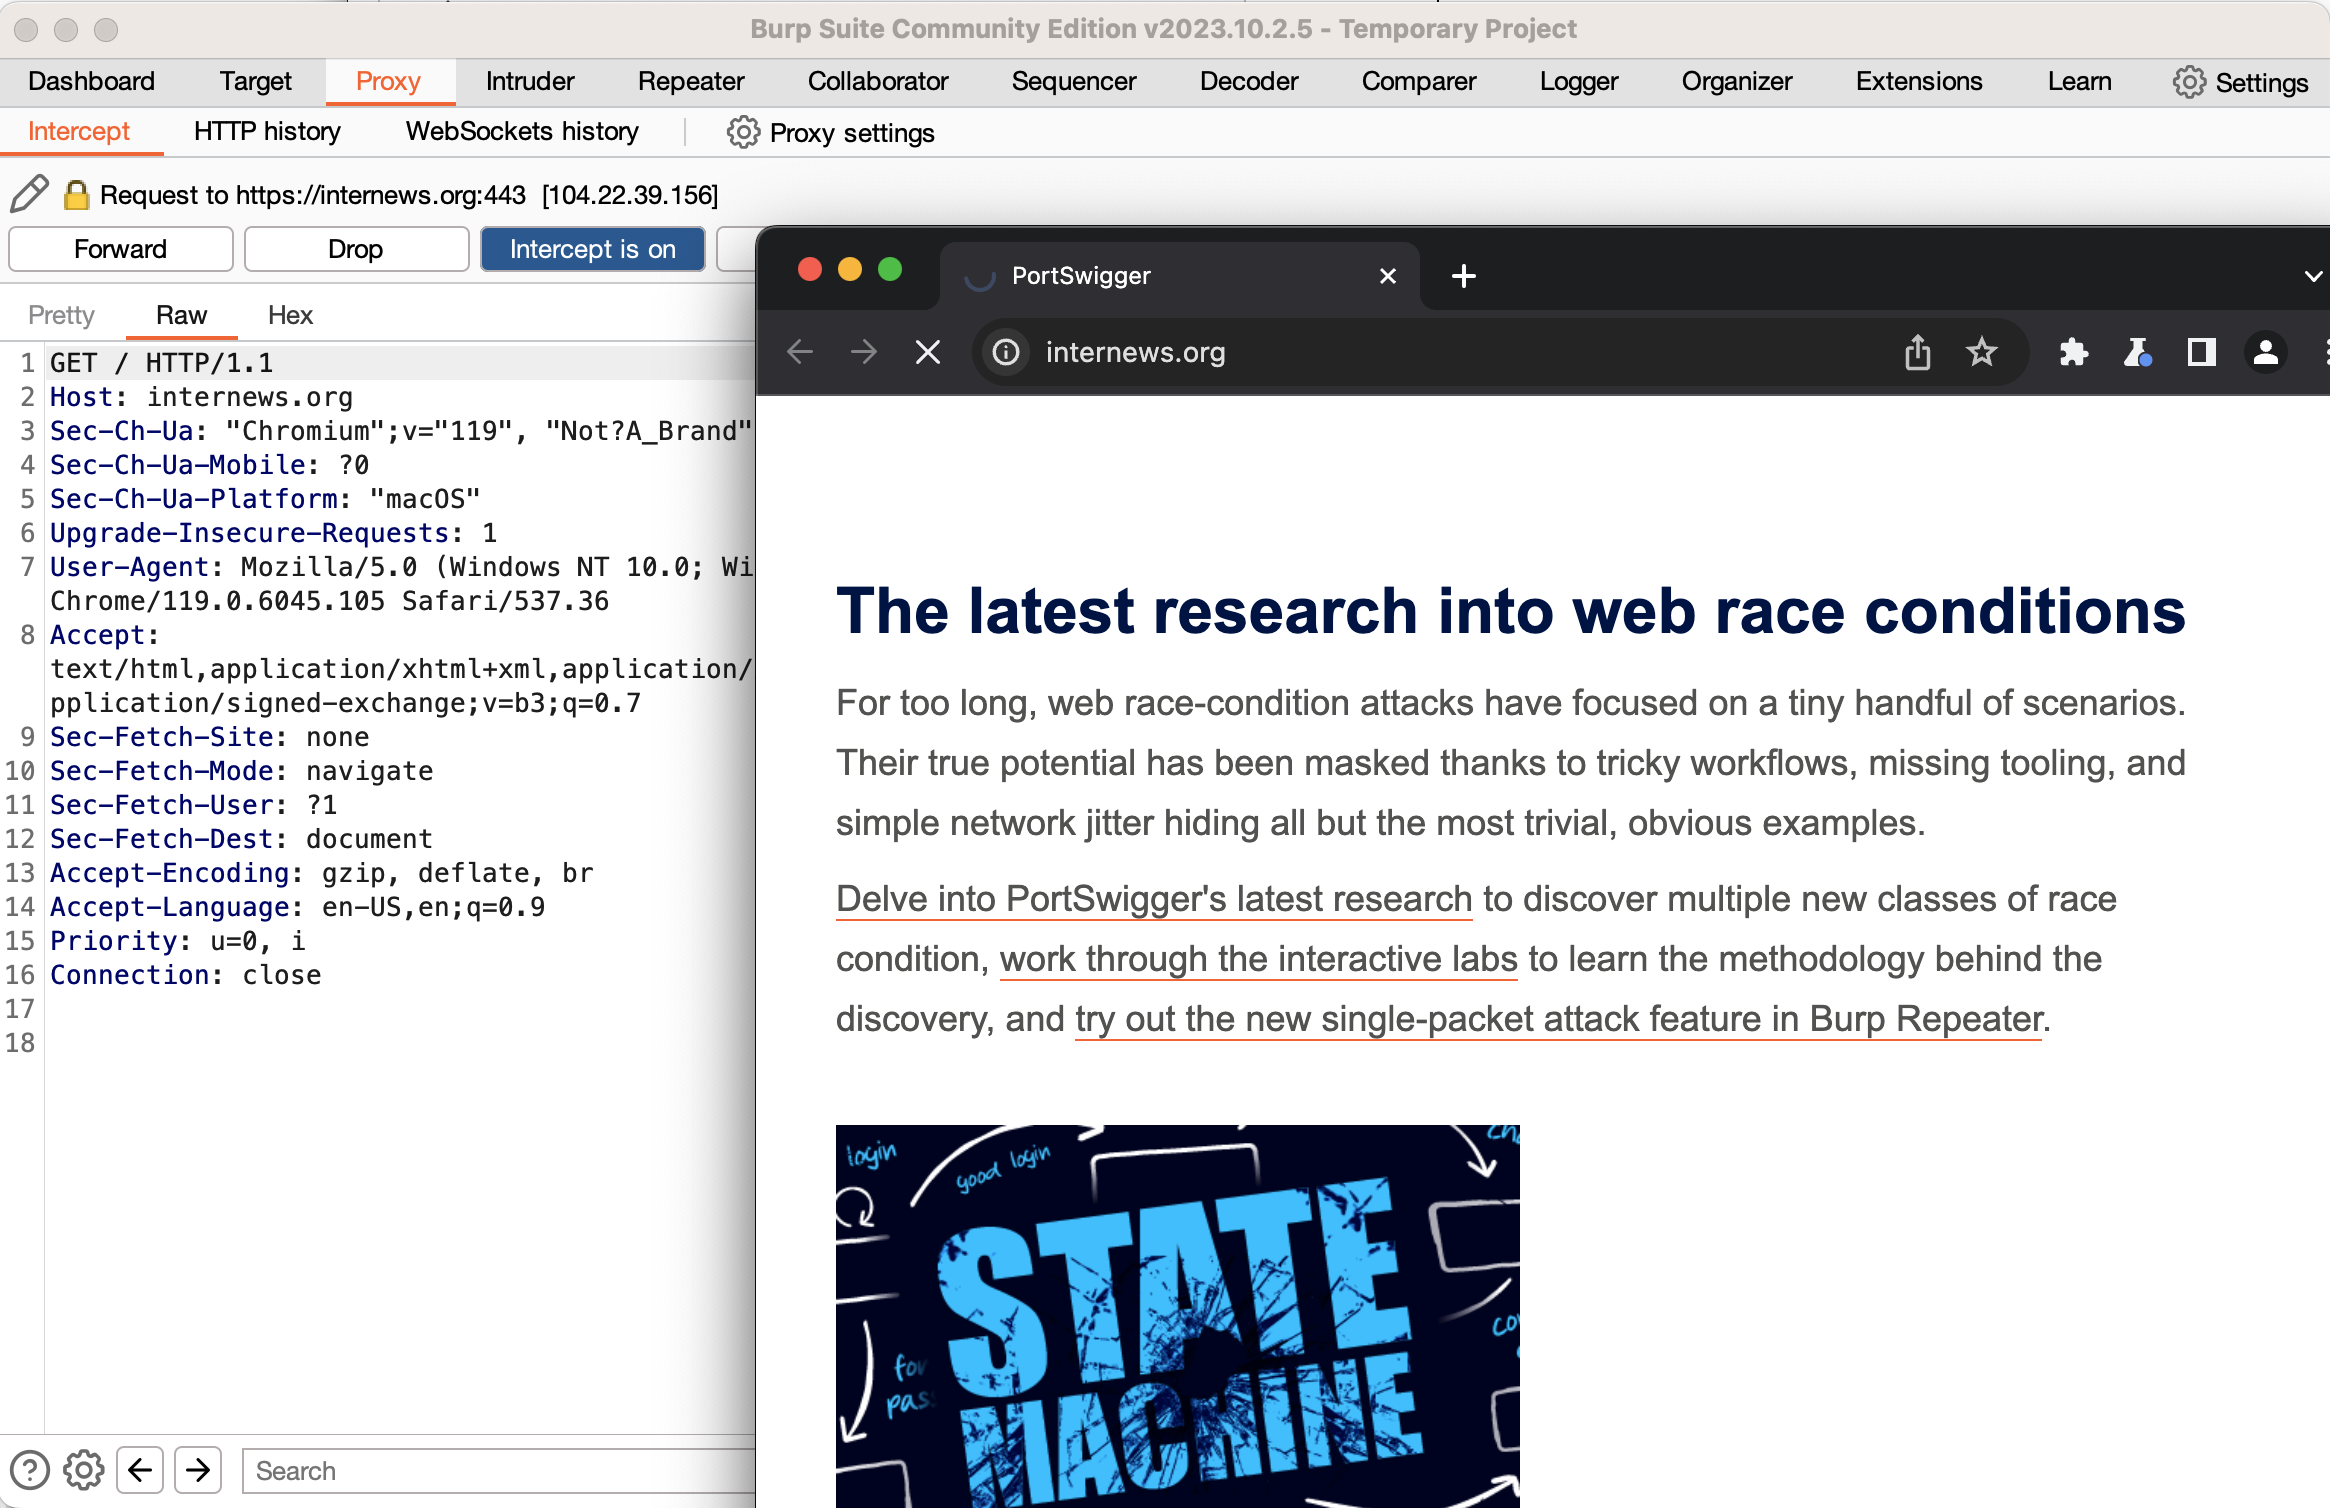 Burp Suite Community Edition v2023.10.2.5 - Temporary Project
Dashboard Target Proxy Intruder Repeater Collaborator Sequencer Decoder Comparer Logger Organizer Extensions Learn Settings
Intercept HTTP history WebSockets history Proxy settings
Request to https://internews.org:443 [104.22.39.156]
Forward Drop Intercept is on
Pretty Raw Hex
1 GET / HTTP/1.1
2 Host: internews.org
3 Sec-Ch-Ua: "Chromium";v="119", "Not?A_Brand"
4 Sec-Ch-Ua-Mobile: ?0
5 Sec-Ch-Ua-Platform: "macOS"
6 Upgrade-Insecure-Requests: 1
7 User-Agent: Mozilla/5.0 (Windows NT 10.0; Wi
Chrome/119.0.6045.105 Safari/537.36
8 Accept:
text/html,application/xhtml+xml,application/
pplication/signed-exchange;v=b3;q=0.7
9 Sec-Fetch-Site: none
10 Sec-Fetch-Mode: navigate
11 Sec-Fetch-User: ?1
12 Sec-Fetch-Dest: document
13 Accept-Encoding: gzip, deflate, br
14 Accept-Language: en-US,en;q=0.9
15 Priority: u=0, i
16 Connection: close
17
18
Search
PortSwigger
internews.org
The latest research into web race conditions
For too long, web race-condition attacks have focused on a tiny handful of scenarios.
Their true potential has been masked thanks to tricky workflows, missing tooling, and
simple network jitter hiding all but the most trivial, obvious examples.
Delve into PortSwigger's latest research to discover multiple new classes of race
condition, work through the interactive labs to learn the methodology behind the
discovery, and try out the new single-packet attack feature in Burp Repeater.
login
good login
STATE
MACHINE